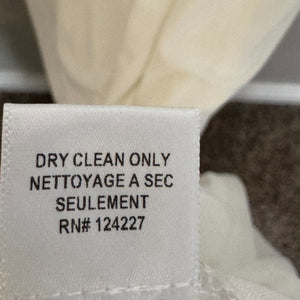 DRY CLEAN ONLY
NETTOYAGE A SEC
SEULEMENT
RN# 124227